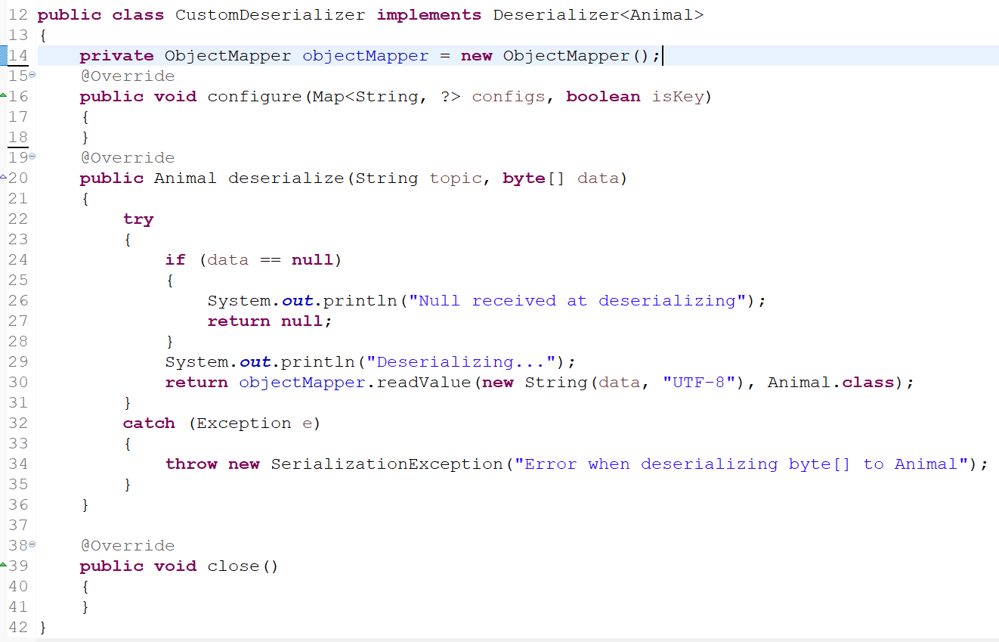 12 public class CustomDeserializer implements Deserializer<Animal>
13 {
14     private ObjectMapper objectMapper = new ObjectMapper();
15     @Override
16     public void configure(Map<String, ?> configs, boolean isKey)
17     {
18     }
19     @Override
20     public Animal deserialize(String topic, byte[] data)
21     {
22         try
23         {
24             if (data == null)
25             {
26                 System.out.println("Null received at deserializing");
27                 return null;
28             }
29             System.out.println("Deserializing...");
30             return objectMapper.readValue(new String(data, "UTF-8"), Animal.class);
31         }
32         catch (Exception e)
33         {
34             throw new SerializationException("Error when deserializing byte[] to Animal");
35         }
36     }
37
38     @Override
39     public void close()
40     {
41     }
42 }